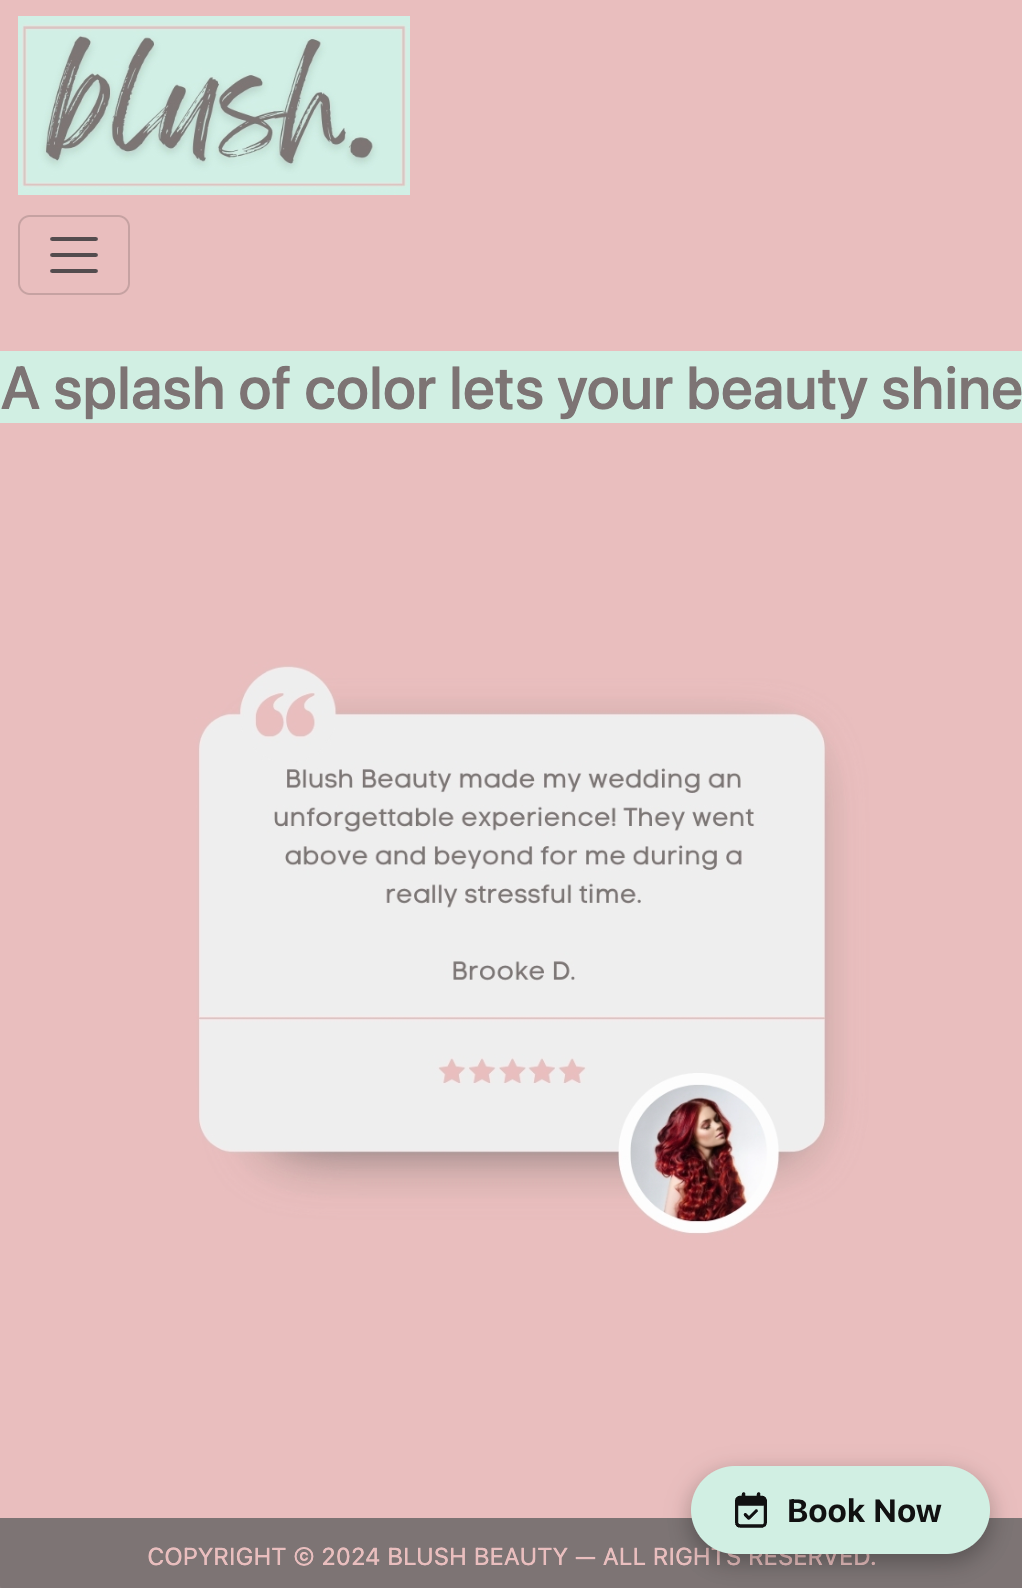 blush.
A splash of color lets your beauty shine
Blush Beauty made my wedding an
unforgettable experience! They went
above and beyond for me during a
really stressful time.
Brooke D.
Book Now
COPYRIGHT © 2024 BLUSH BEAUTY — ALL RIGHTS RESERVED.